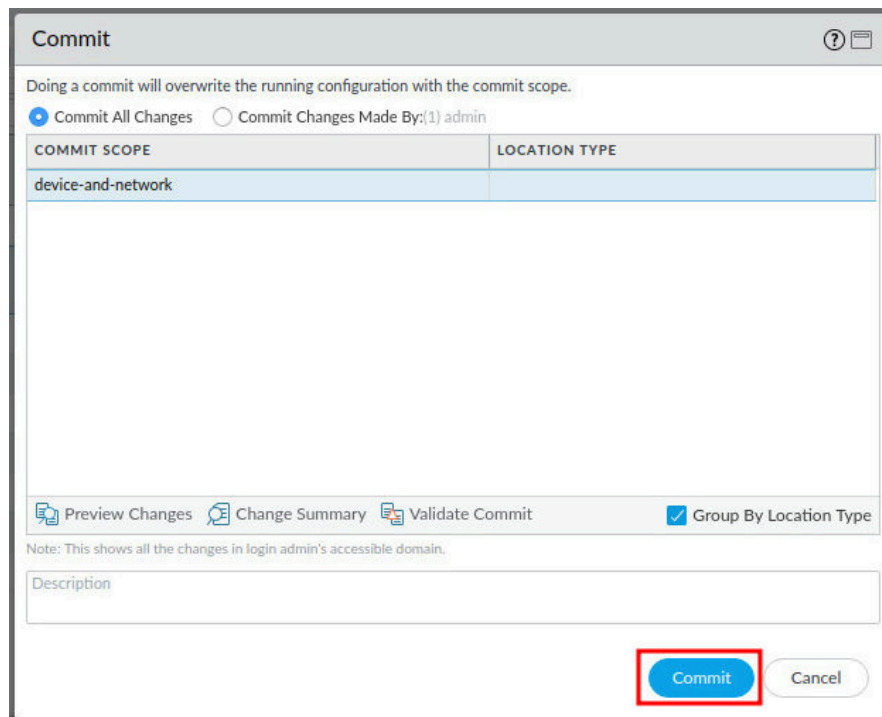 Commit
Doing a commit will overwrite the running configuration with the commit scope.
Commit All Changes Commit Changes Made By:(1) admin
COMMIT SCOPE LOCATION TYPE
device-and-network
Preview Changes Change Summary Validate Commit Group By Location Type
Note: This shows all the changes in login admin's accessible domain.
Description
Commit Cancel